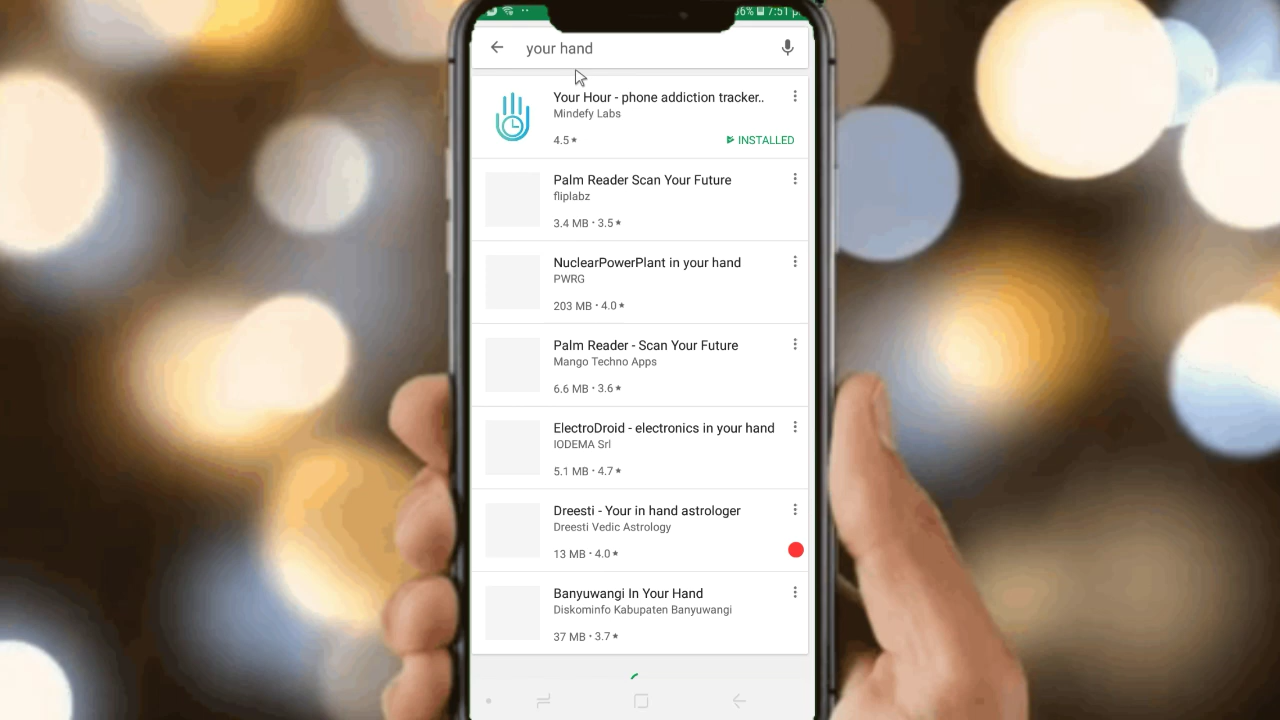 36% 7:51 p
your hand
Your Hour - phone addiction tracker..
Mindefy Labs
4.5★ INSTALLED
Palm Reader Scan Your Future
fliplabz
3.4 MB · 3.5★
NuclearPowerPlant in your hand
PWRG
203 MB · 4.0★
Palm Reader - Scan Your Future
Mango Techno Apps
6.6 MB · 3.6★
ElectroDroid - electronics in your hand
IODEMA Srl
5.1 MB · 4.7★
Dreesti - Your in hand astrologer
Dreesti Vedic Astrology
13 MB · 4.0★
Banyuwangi In Your Hand
Diskominfo Kabupaten Banyuwangi
37 MB · 3.7★